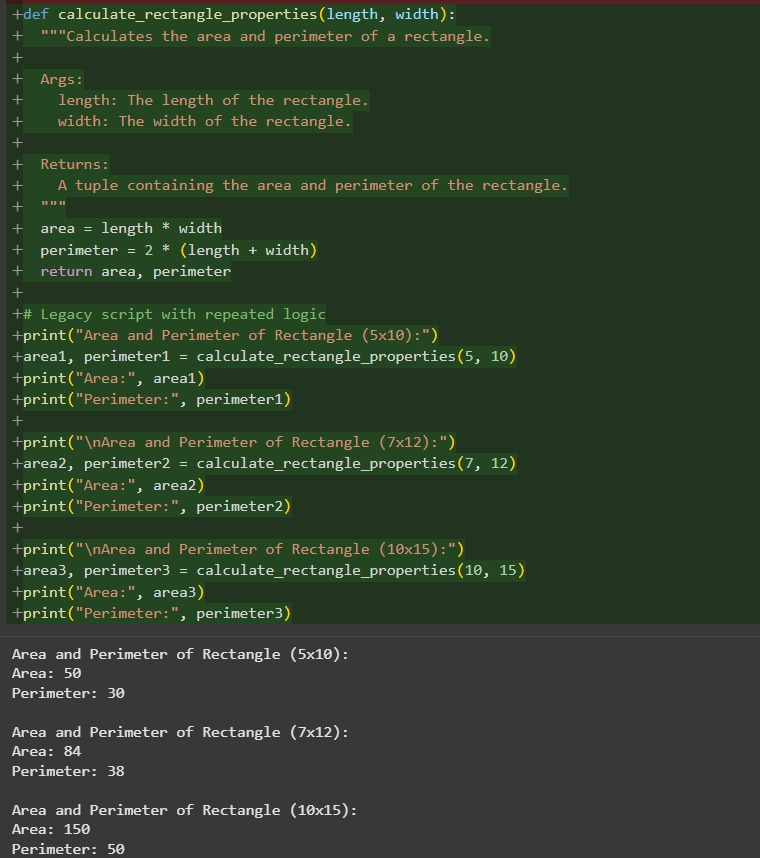 +def calculate_rectangle_properties(length, width):
+  """Calculates the area and perimeter of a rectangle.
+
+  Args:
+    length: The length of the rectangle.
+    width: The width of the rectangle.
+
+  Returns:
+    A tuple containing the area and perimeter of the rectangle.
+  """
+  area = length * width
+  perimeter = 2 * (length + width)
+  return area, perimeter
+
+# Legacy script with repeated logic
+print("Area and Perimeter of Rectangle (5x10):")
+area1, perimeter1 = calculate_rectangle_properties(5, 10)
+print("Area:", area1)
+print("Perimeter:", perimeter1)
+
+print("\nArea and Perimeter of Rectangle (7x12):")
+area2, perimeter2 = calculate_rectangle_properties(7, 12)
+print("Area:", area2)
+print("Perimeter:", perimeter2)
+
+print("\nArea and Perimeter of Rectangle (10x15):")
+area3, perimeter3 = calculate_rectangle_properties(10, 15)
+print("Area:", area3)
+print("Perimeter:", perimeter3)
Area and Perimeter of Rectangle (5x10):
Area: 50
Perimeter: 30
Area and Perimeter of Rectangle (7x12):
Area: 84
Perimeter: 38
Area and Perimeter of Rectangle (10x15):
Area: 150
Perimeter: 50